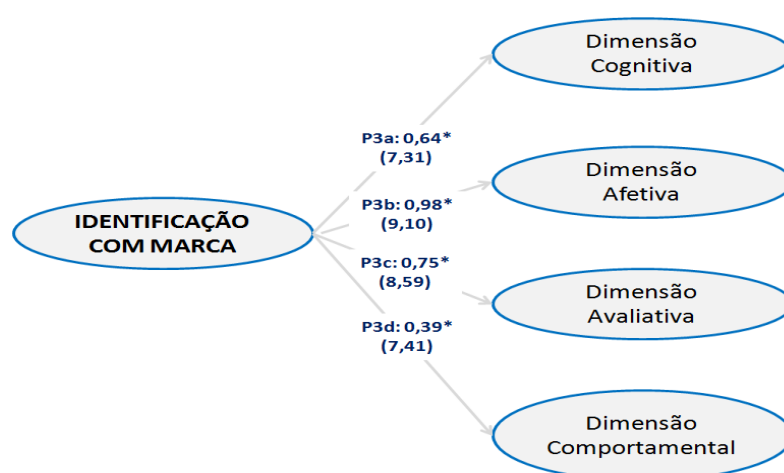 Dimensão
Cognitiva
P3a: 0,64*
(7,31)
Dimensão
Afetiva
P3b: 0,98*
(9,10)
IDENTIFICAÇÃO
COM MARCA
P3c: 0,75*
(8,59)
Dimensão
Avaliativa
P3d: 0,39*
(7,41)
Dimensão
Comportamental